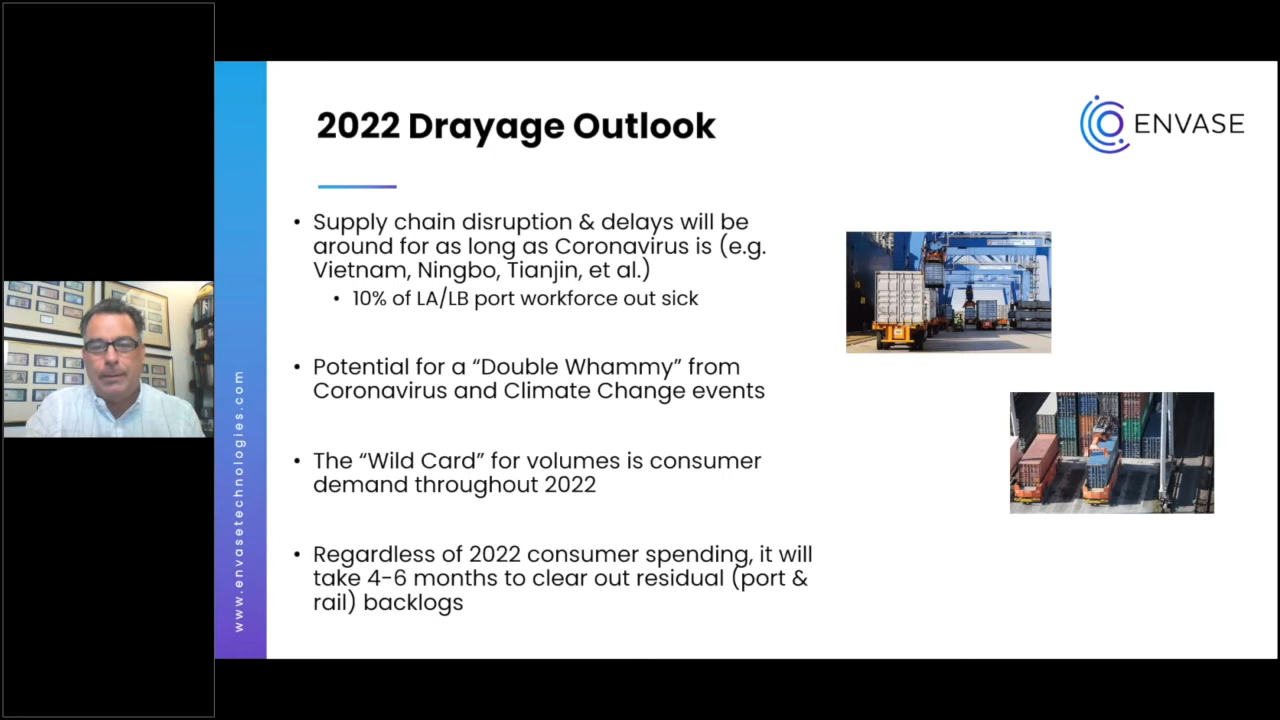 2022 Drayage Outlook
ENVASE
• Supply chain disruption & delays will be
around for as long as Coronavirus is (e.g.
Vietnam, Ningbo, Tianjin, et al.)
• 10% of LA/LB port workforce out sick
• Potential for a “Double Whammy” from
Coronavirus and Climate Change events
• The “Wild Card” for volumes is consumer
demand throughout 2022
• Regardless of 2022 consumer spending, it will
take 4-6 months to clear out residual (port &
rail) backlogs
www.envasetechnologies.com